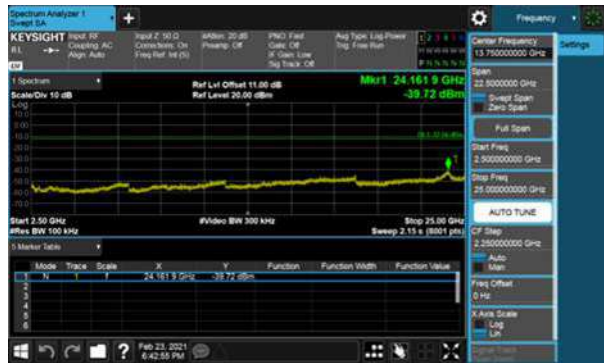 Spectrum Analyzer 1
Swept SA
Frequency
KEYSIGHT
Input: RF
Input Z: 50 Ω
#Atten: 20 dB
PNO: Fast
Avg Type: Log-Power
RL
Coupling: AC
Corrections: On
Preamp: Off
Gate: Off
Trig: Free Run
Align: Auto
Freq Ref: Int (S)
IF Gain: Low
Sig Track: Off
1 Spectrum
Ref Lvl Offset 11.00 dB
Mkr1 24.161 9 GHz
Scale/Div 10 dB
Ref Level 20.00 dBm
-39.72 dBm
Log
10.0
1
Start 2.50 GHz
#Video BW 300 kHz
Stop 25.00 GHz
#Res BW 100 kHz
Sweep 2.15 s (8001 pts)
5 Marker Table
Mode Trace Scale X Y Function Function Width Function Value
1 N 1 f 24.161 9 GHz -39.72 dBm
2
3
4
5
6
Feb 23, 2021
6:42:55 PM
Center Frequency
13.750000000 GHz
Settings
Span
22.5000000 GHz
Swept Span
Zero Span
Full Span
Start Freq
2.500000000 GHz
Stop Freq
25.000000000 GHz
AUTO TUNE
CF Step
2.250000000 GHz
Auto
Man
Freq Offset
0 Hz
X Axis Scale
Log
Lin